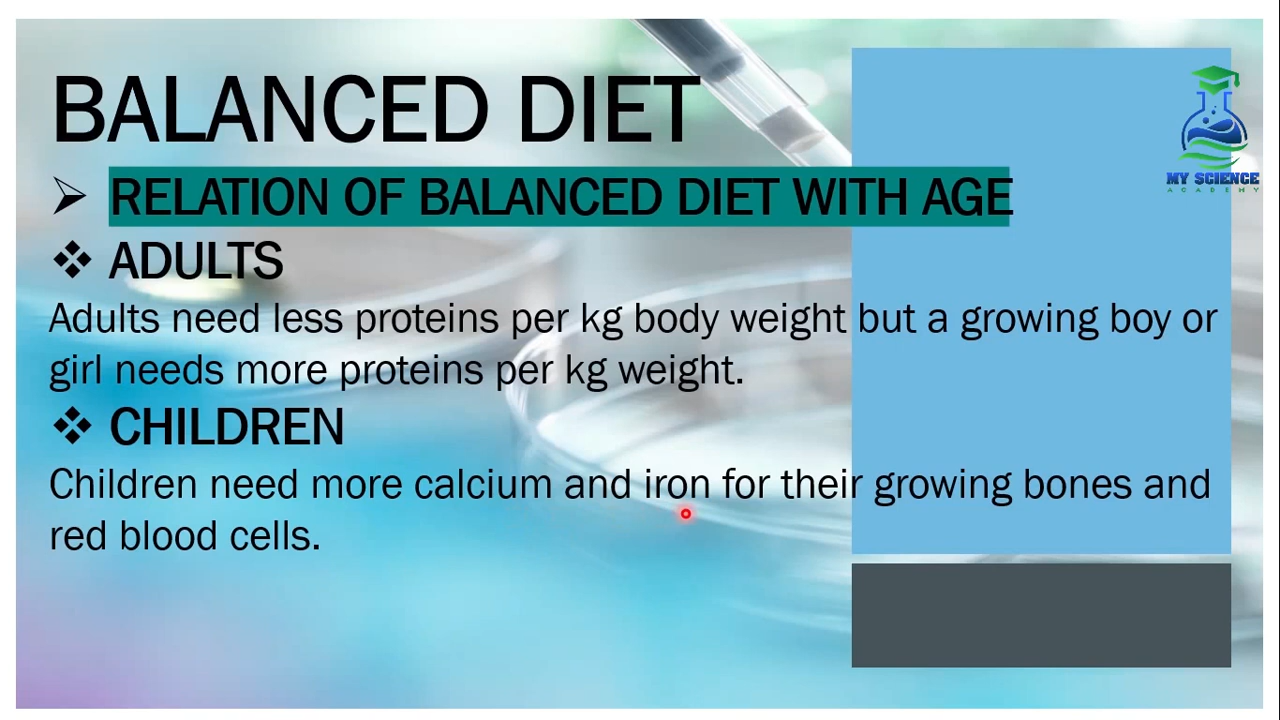 BALANCED DIET
MY SCIENCE
ACADEMY
RELATION OF BALANCED DIET WITH AGE
ADULTS
Adults need less proteins per kg body weight but a growing boy or
girl needs more proteins per kg weight.
CHILDREN
Children need more calcium and iron for their growing bones and
red blood cells.